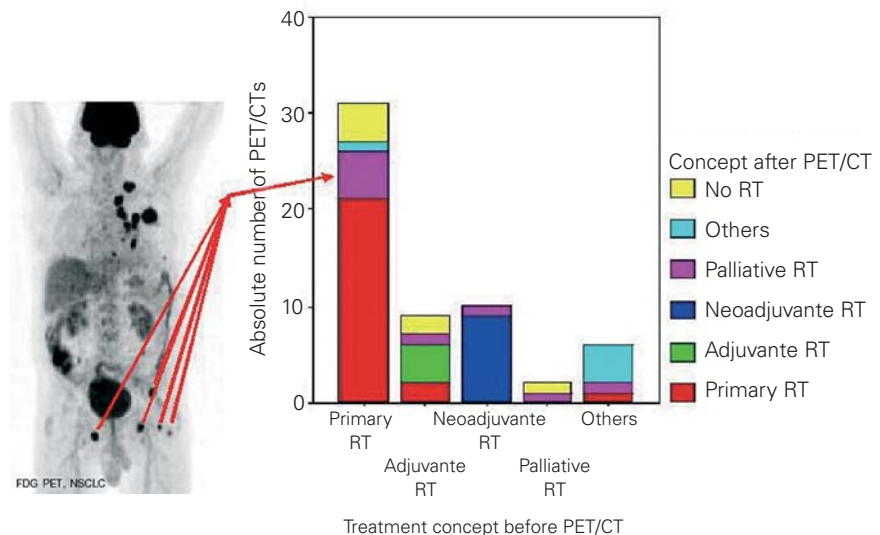 40
30
20
10
0
Absolute number of PET/CTs
FDG PET, NSCLC
Primary
RT
Adjuvante
RT
Neoadjuvante
RT
Palliative
RT
Others
Treatment concept before PET/CT
Concept after PET/CT
No RT
Others
Palliative RT
Neoadjuvante RT
Adjuvante RT
Primary RT